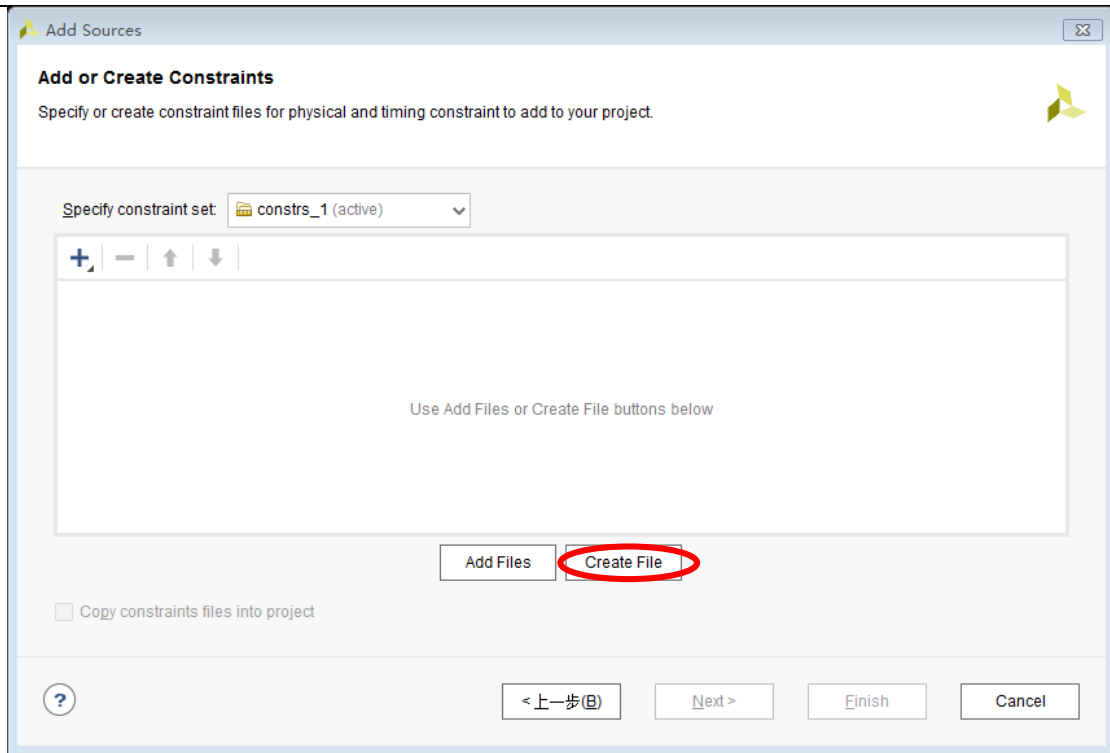 Add Sources
Add or Create Constraints
Specify or create constraint files for physical and timing constraint to add to your project.
Specify constraint set: constrs_1 (active)
Use Add Files or Create File buttons below
Add Files Create File
Copy constraints files into project
? <上一步(B) Next > Finish Cancel